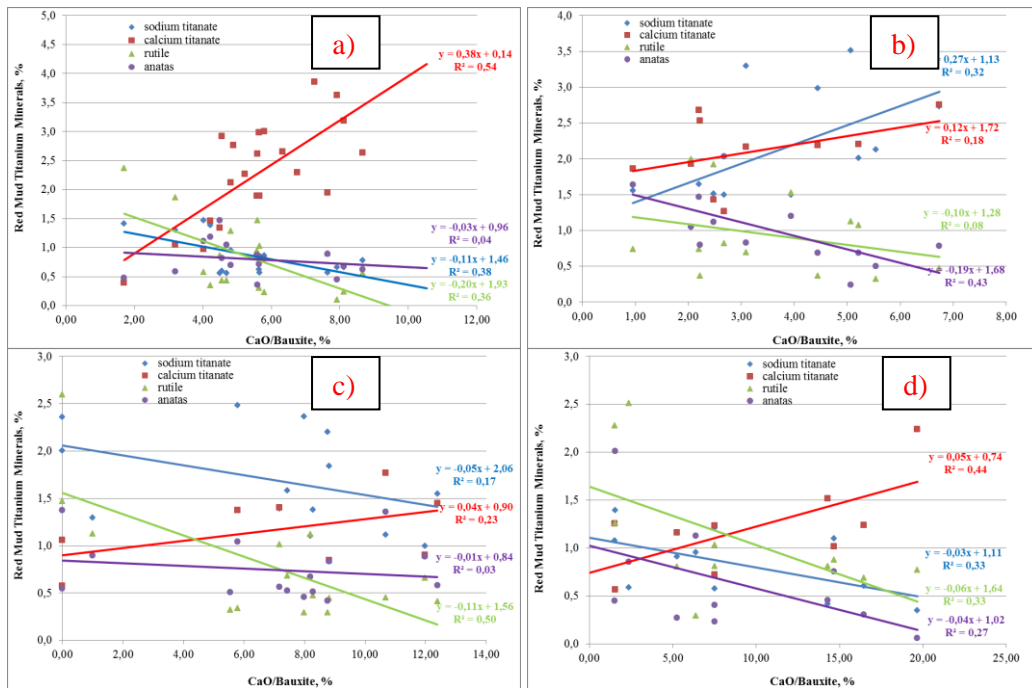 a)
sodium titanate
calcium titanate
rutile
anatas
Red Mud Titanium Minerals, %
5,0
4,5
4,0
3,5
3,0
2,5
2,0
1,5
1,0
0,5
0,0
y = 0,38x + 0,14
R² = 0,54
y = -0,03x + 0,96
R² = 0,04
y = -0,11x + 1,46
R² = 0,38
y = -0,20x + 1,93
R² = 0,36
0,00 2,00 4,00 6,00 8,00 10,00 12,00
CaO/Bauxite, %
b)
sodium titanate
calcium titanate
rutile
anatas
Red Mud Titanium Minerals, %
4,0
3,5
3,0
2,5
2,0
1,5
1,0
0,5
0,0
0,27x + 1,13
R² = 0,32
y = 0,12x + 1,72
R² = 0,18
y = -0,10x + 1,28
R² = 0,08
y = -0,19x + 1,68
R² = 0,43
0,00 1,00 2,00 3,00 4,00 5,00 6,00 7,00 8,00
CaO/Bauxite, %
c)
sodium titanate
calcium titanate
rutile
anatas
Red Mud Titanium Minerals, %
3,0
2,5
2,0
1,5
1,0
0,5
0,0
y = -0,05x + 2,06
R² = 0,17
y = 0,04x + 0,90
R² = 0,23
y = -0,01x + 0,84
R² = 0,03
y = -0,11x + 1,56
R² = 0,50
0,00 2,00 4,00 6,00 8,00 10,00 12,00 14,00
CaO/Bauxite, %
d)
sodium titanate
calcium titanate
rutile
anatas
Red Mud Titanium Minerals, %
3,0
2,5
2,0
1,5
1,0
0,5
0,0
y = 0,05x + 0,74
R² = 0,44
y = -0,03x + 1,11
R² = 0,33
y = -0,06x + 1,64
R² = 0,33
y = -0,04x + 1,02
R² = 0,27
0,00 5,00 10,00 15,00 20,00 25,00
CaO/Bauxite, %